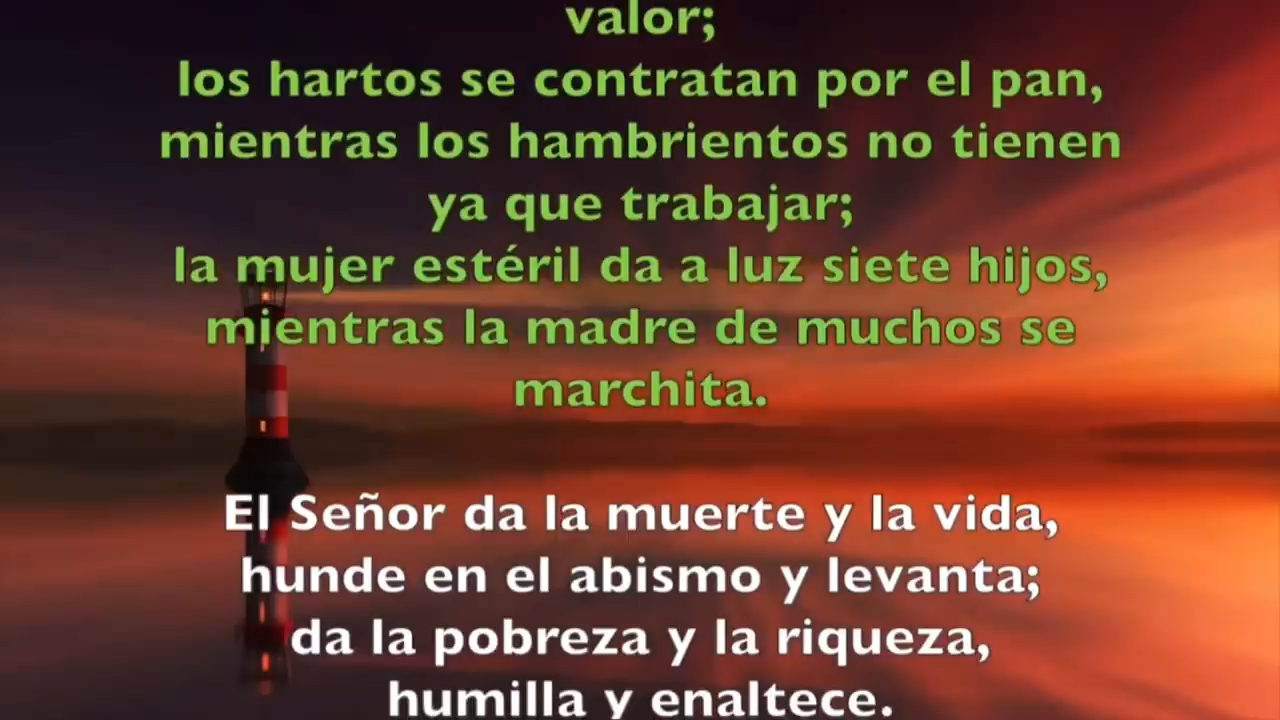 valor;
los hartos se contratan por el pan,
mientras los hambrientos no tienen
ya que trabajar;
la mujer estéril da a luz siete hijos,
mientras la madre de muchos se
marchita.
El Señor da la muerte y la vida,
hunde en el abismo y levanta;
da la pobreza y la riqueza,
humilla y enaltece.